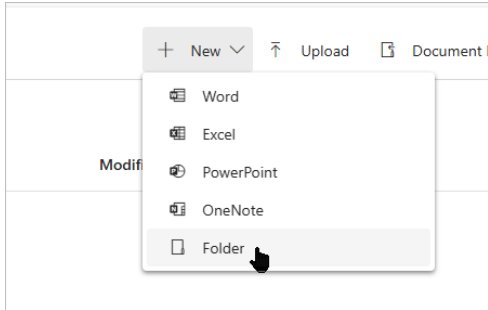 New Upload Document
Word
Excel
Modifi
PowerPoint
OneNote
Folder